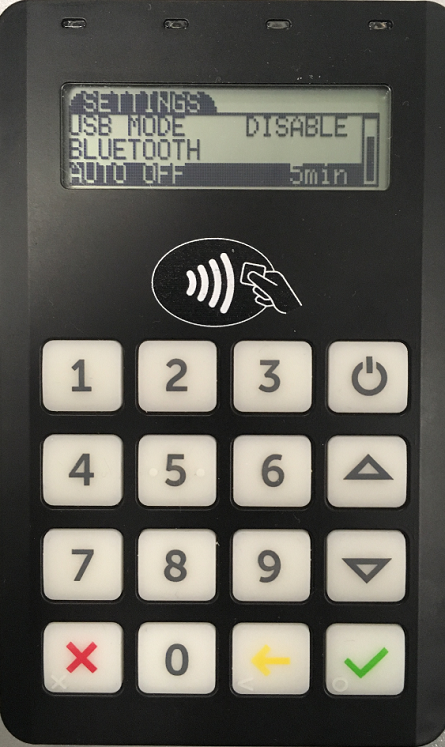 SETTINGS
USB MODE DISABLE
BLUETOOTH
AUTO OFF 5min
1 2 3
4 5 6
7 8 9
0